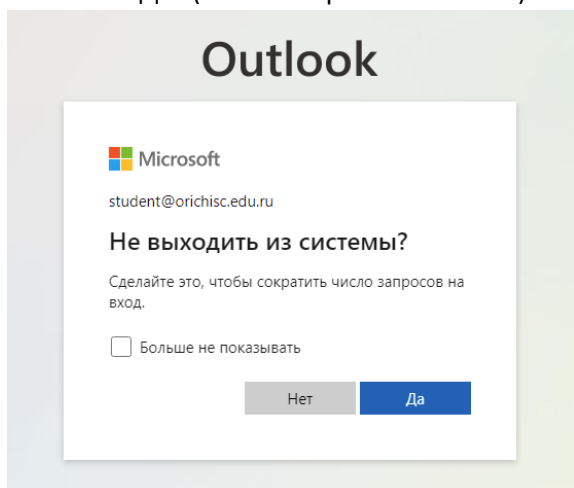 Outlook
Microsoft
student@orichisc.edu.ru
Не выходить из системы?
Сделайте это, чтобы сократить число запросов на
вход.
Больше не показывать
Нет Да